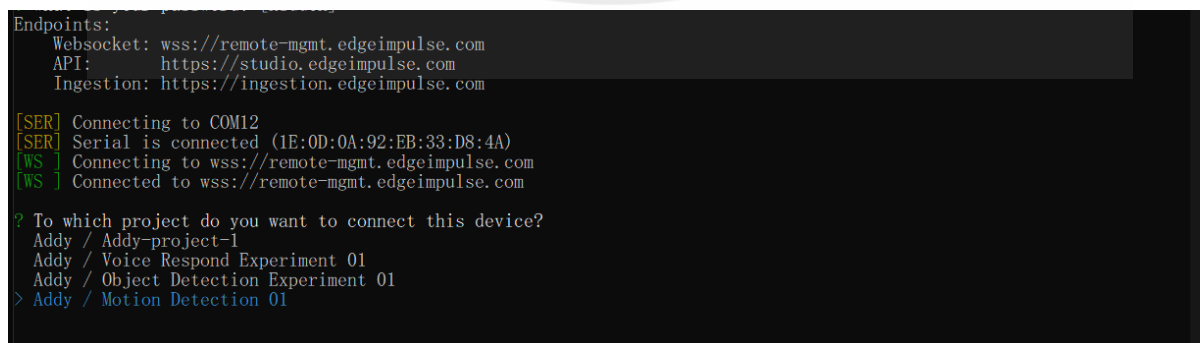 Endpoints:
Websocket: wss://remote-mgmt.edgeimpulse.com
API: https://studio.edgeimpulse.com
Ingestion: https://ingestion.edgeimpulse.com
[SER] Connecting to COM12
[SER] Serial is connected (1E:0D:0A:92:EB:33:D8:4A)
[WS ] Connecting to wss://remote-mgmt.edgeimpulse.com
[WS ] Connected to wss://remote-mgmt.edgeimpulse.com
? To which project do you want to connect this device?
Addy / Addy-project-1
Addy / Voice Respond Experiment 01
Addy / Object Detection Experiment 01
> Addy / Motion Detection 01